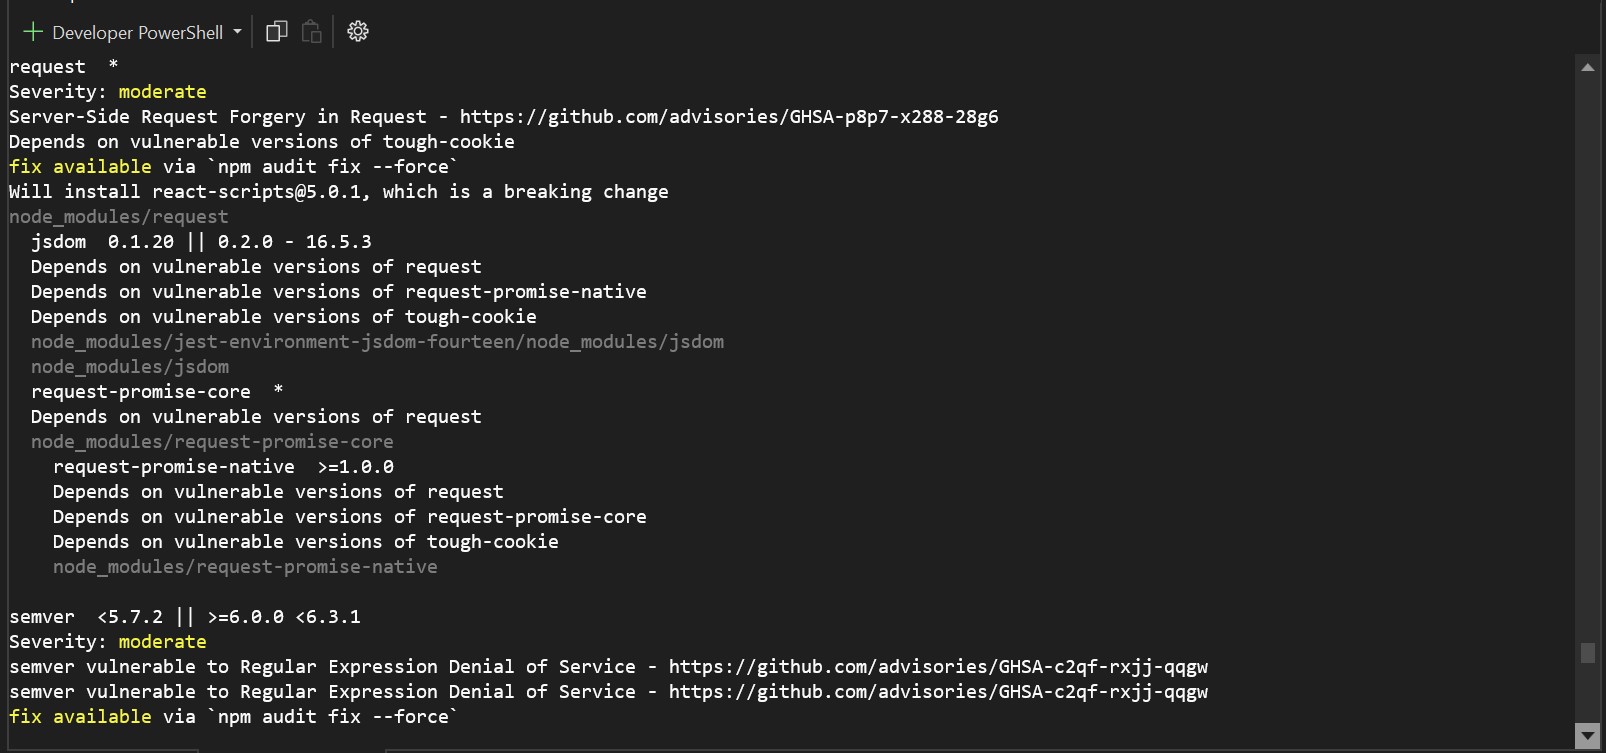 Developer PowerShell
request  *
Severity: moderate
Server-Side Request Forgery in Request - https://github.com/advisories/GHSA-p8p7-x288-28g6
Depends on vulnerable versions of tough-cookie
fix available via `npm audit fix --force`
Will install react-scripts@5.0.1, which is a breaking change
node_modules/request
  jsdom  0.1.20 || 0.2.0 - 16.5.3
  Depends on vulnerable versions of request
  Depends on vulnerable versions of request-promise-native
  Depends on vulnerable versions of tough-cookie
  node_modules/jest-environment-jsdom-fourteen/node_modules/jsdom
  node_modules/jsdom
  request-promise-core  *
  Depends on vulnerable versions of request
  node_modules/request-promise-core
    request-promise-native  >=1.0.0
    Depends on vulnerable versions of request
    Depends on vulnerable versions of request-promise-core
    Depends on vulnerable versions of tough-cookie
    node_modules/request-promise-native

semver  <5.7.2 || >=6.0.0 <6.3.1
Severity: moderate
semver vulnerable to Regular Expression Denial of Service - https://github.com/advisories/GHSA-c2qf-rxjj-qqgw
semver vulnerable to Regular Expression Denial of Service - https://github.com/advisories/GHSA-c2qf-rxjj-qqgw
fix available via `npm audit fix --force`